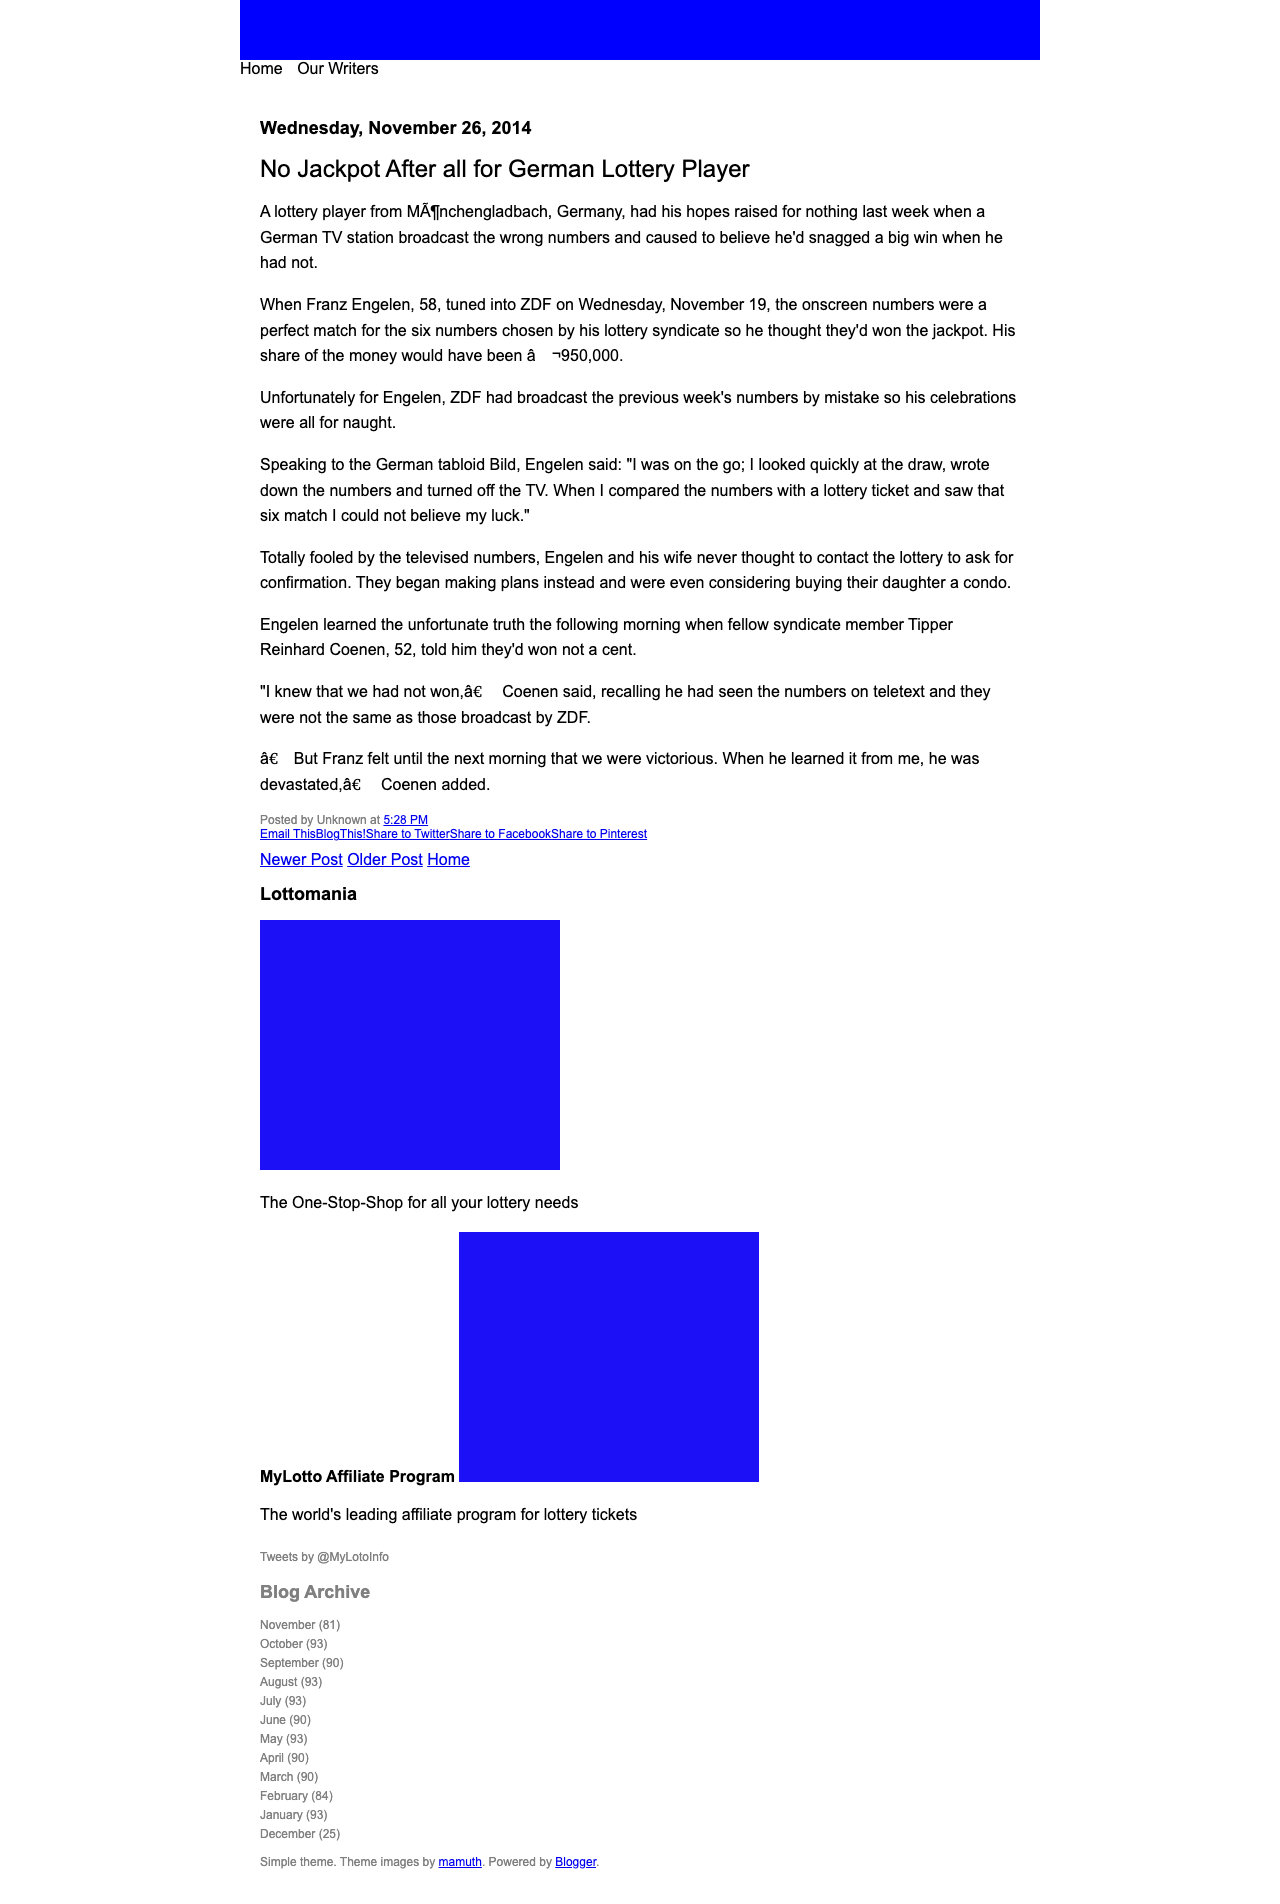 Home Our Writers
Wednesday, November 26, 2014
No Jackpot After all for German Lottery Player
A lottery player from MÃ¶nchengladbach, Germany, had his hopes raised for nothing last week when a
German TV station broadcast the wrong numbers and caused to believe he'd snagged a big win when he
had not.
When Franz Engelen, 58, tuned into ZDF on Wednesday, November 19, the onscreen numbers were a
perfect match for the six numbers chosen by his lottery syndicate so he thought they'd won the jackpot. His
share of the money would have been â ¬950,000.
Unfortunately for Engelen, ZDF had broadcast the previous week's numbers by mistake so his celebrations
were all for naught.
Speaking to the German tabloid Bild, Engelen said: "I was on the go; I looked quickly at the draw, wrote
down the numbers and turned off the TV. When I compared the numbers with a lottery ticket and saw that
six match I could not believe my luck."
Totally fooled by the televised numbers, Engelen and his wife never thought to contact the lottery to ask for
confirmation. They began making plans instead and were even considering buying their daughter a condo.
Engelen learned the unfortunate truth the following morning when fellow syndicate member Tipper
Reinhard Coenen, 52, told him they'd won not a cent.
"I knew that we had not won,â€ Coenen said, recalling he had seen the numbers on teletext and they
were not the same as those broadcast by ZDF.
â€ But Franz felt until the next morning that we were victorious. When he learned it from me, he was
devastated,â€ Coenen added.
Posted by Unknown at 5:28 PM
Email ThisBlogThis!Share to TwitterShare to FacebookShare to Pinterest
Newer Post Older Post Home
Lottomania
The One-Stop-Shop for all your lottery needs
MyLotto Affiliate Program
The world's leading affiliate program for lottery tickets
Tweets by @MyLotoInfo
Blog Archive
November (81)
October (93)
September (90)
August (93)
July (93)
June (90)
May (93)
April (90)
March (90)
February (84)
January (93)
December (25)
Simple theme. Theme images by mamuth. Powered by Blogger.